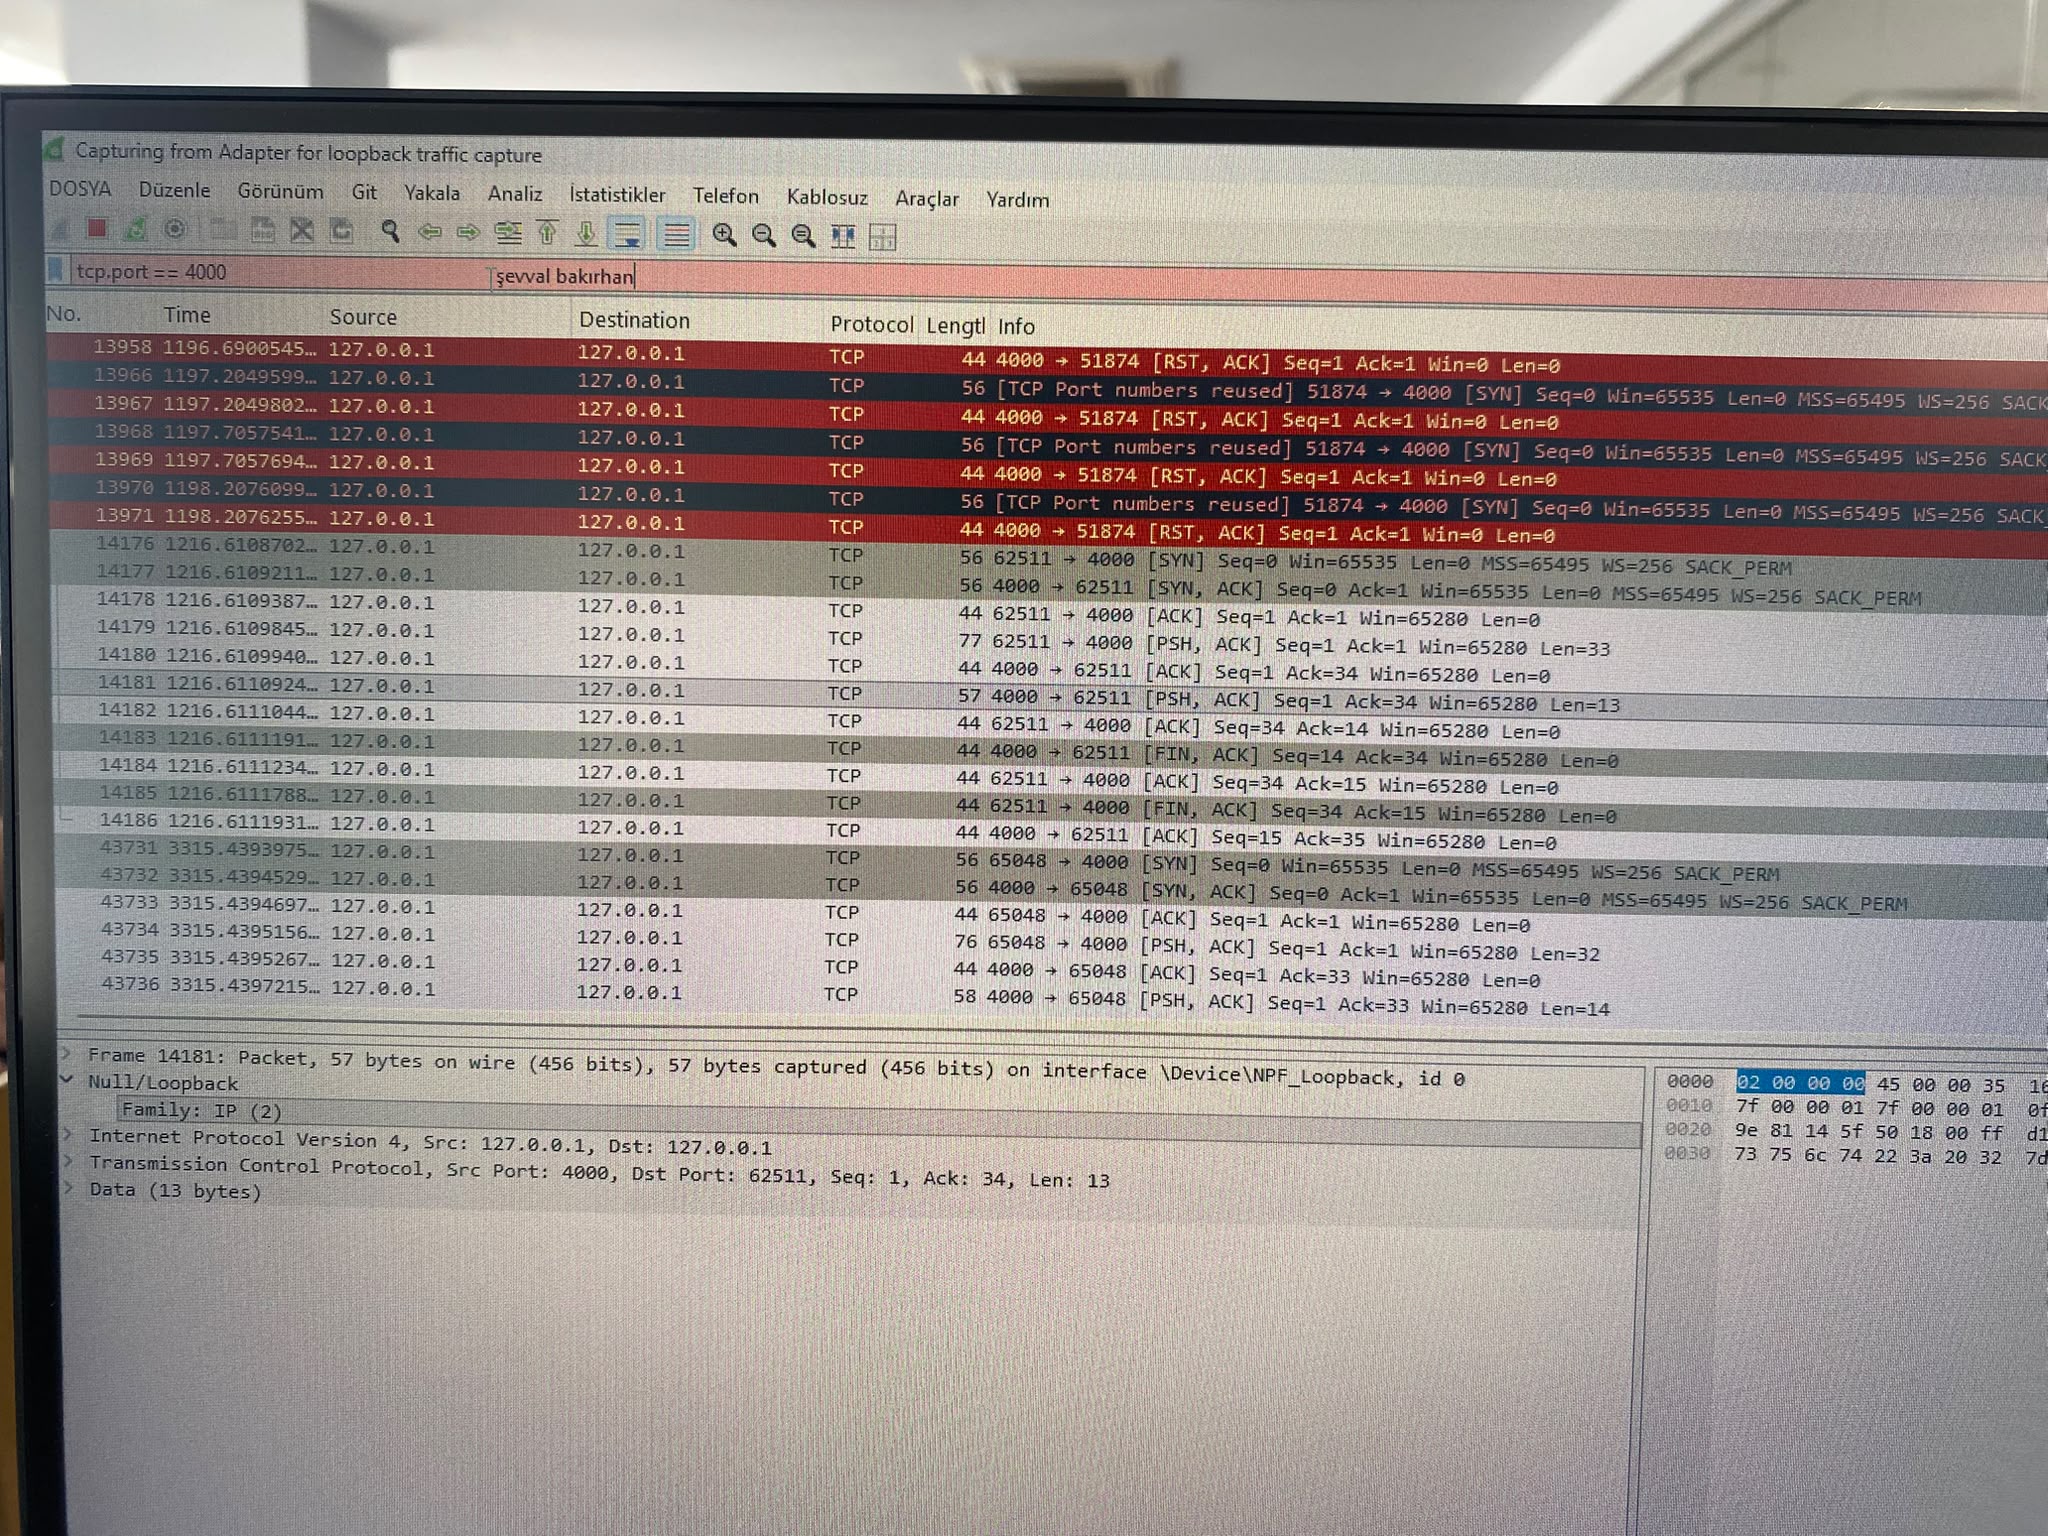 Capturing from Adapter for loopback traffic capture
DOSYA Düzenle Görünüm Git Yakala Analiz İstatistikler Telefon Kablosuz Araçlar Yardım
tcp.port == 4000 şevval bakırhan
No. Time Source Destination Protocol Lengtl Info
13958 1196.6900545… 127.0.0.1 127.0.0.1 TCP 44 4000 → 51874 [RST, ACK] Seq=1 Ack=1 Win=0 Len=0
13966 1197.2049599… 127.0.0.1 127.0.0.1 TCP 56 [TCP Port numbers reused] 51874 → 4000 [SYN] Seq=0 Win=65535 Len=0 MSS=65495 WS=256 SACK
13967 1197.2049802… 127.0.0.1 127.0.0.1 TCP 44 4000 → 51874 [RST, ACK] Seq=1 Ack=1 Win=0 Len=0
13968 1197.7057541… 127.0.0.1 127.0.0.1 TCP 56 [TCP Port numbers reused] 51874 → 4000 [SYN] Seq=0 Win=65535 Len=0 MSS=65495 WS=256 SACK
13969 1197.7057694… 127.0.0.1 127.0.0.1 TCP 44 4000 → 51874 [RST, ACK] Seq=1 Ack=1 Win=0 Len=0
13970 1198.2076099… 127.0.0.1 127.0.0.1 TCP 56 [TCP Port numbers reused] 51874 → 4000 [SYN] Seq=0 Win=65535 Len=0 MSS=65495 WS=256 SACK_
13971 1198.2076255… 127.0.0.1 127.0.0.1 TCP 44 4000 → 51874 [RST, ACK] Seq=1 Ack=1 Win=0 Len=0
14176 1216.6108702… 127.0.0.1 127.0.0.1 TCP 56 62511 → 4000 [SYN] Seq=0 Win=65535 Len=0 MSS=65495 WS=256 SACK_PERM
14177 1216.6109211… 127.0.0.1 127.0.0.1 TCP 56 4000 → 62511 [SYN, ACK] Seq=0 Ack=1 Win=65535 Len=0 MSS=65495 WS=256 SACK_PERM
14178 1216.6109387… 127.0.0.1 127.0.0.1 TCP 44 62511 → 4000 [ACK] Seq=1 Ack=1 Win=65280 Len=0
14179 1216.6109845… 127.0.0.1 127.0.0.1 TCP 77 62511 → 4000 [PSH, ACK] Seq=1 Ack=1 Win=65280 Len=33
14180 1216.6109940… 127.0.0.1 127.0.0.1 TCP 44 4000 → 62511 [ACK] Seq=1 Ack=34 Win=65280 Len=0
14181 1216.6110924… 127.0.0.1 127.0.0.1 TCP 57 4000 → 62511 [PSH, ACK] Seq=1 Ack=34 Win=65280 Len=13
14182 1216.6111044… 127.0.0.1 127.0.0.1 TCP 44 62511 → 4000 [ACK] Seq=34 Ack=14 Win=65280 Len=0
14183 1216.6111191… 127.0.0.1 127.0.0.1 TCP 44 4000 → 62511 [FIN, ACK] Seq=14 Ack=34 Win=65280 Len=0
14184 1216.6111234… 127.0.0.1 127.0.0.1 TCP 44 62511 → 4000 [ACK] Seq=34 Ack=15 Win=65280 Len=0
14185 1216.6111788… 127.0.0.1 127.0.0.1 TCP 44 62511 → 4000 [FIN, ACK] Seq=34 Ack=15 Win=65280 Len=0
14186 1216.6111931… 127.0.0.1 127.0.0.1 TCP 44 4000 → 62511 [ACK] Seq=15 Ack=35 Win=65280 Len=0
43731 3315.4393975… 127.0.0.1 127.0.0.1 TCP 56 65048 → 4000 [SYN] Seq=0 Win=65535 Len=0 MSS=65495 WS=256 SACK_PERM
43732 3315.4394529… 127.0.0.1 127.0.0.1 TCP 56 4000 → 65048 [SYN, ACK] Seq=0 Ack=1 Win=65535 Len=0 MSS=65495 WS=256 SACK_PERM
43733 3315.4394697… 127.0.0.1 127.0.0.1 TCP 44 65048 → 4000 [ACK] Seq=1 Ack=1 Win=65280 Len=0
43734 3315.4395156… 127.0.0.1 127.0.0.1 TCP 76 65048 → 4000 [PSH, ACK] Seq=1 Ack=1 Win=65280 Len=32
43735 3315.4395267… 127.0.0.1 127.0.0.1 TCP 44 4000 → 65048 [ACK] Seq=1 Ack=33 Win=65280 Len=0
43736 3315.4397215… 127.0.0.1 127.0.0.1 TCP 58 4000 → 65048 [PSH, ACK] Seq=1 Ack=33 Win=65280 Len=14
Frame 14181: Packet, 57 bytes on wire (456 bits), 57 bytes captured (456 bits) on interface \Device\NPF_Loopback, id 0
Null/Loopback
Family: IP (2)
Internet Protocol Version 4, Src: 127.0.0.1, Dst: 127.0.0.1
Transmission Control Protocol, Src Port: 4000, Dst Port: 62511, Seq: 1, Ack: 34, Len: 13
Data (13 bytes)
0000 02 00 00 00 45 00 00 35 16
0010 7f 00 00 01 7f 00 00 01 0f
0020 9e 81 14 5f 50 18 00 ff d1
0030 73 75 6c 74 22 3a 20 32 7d